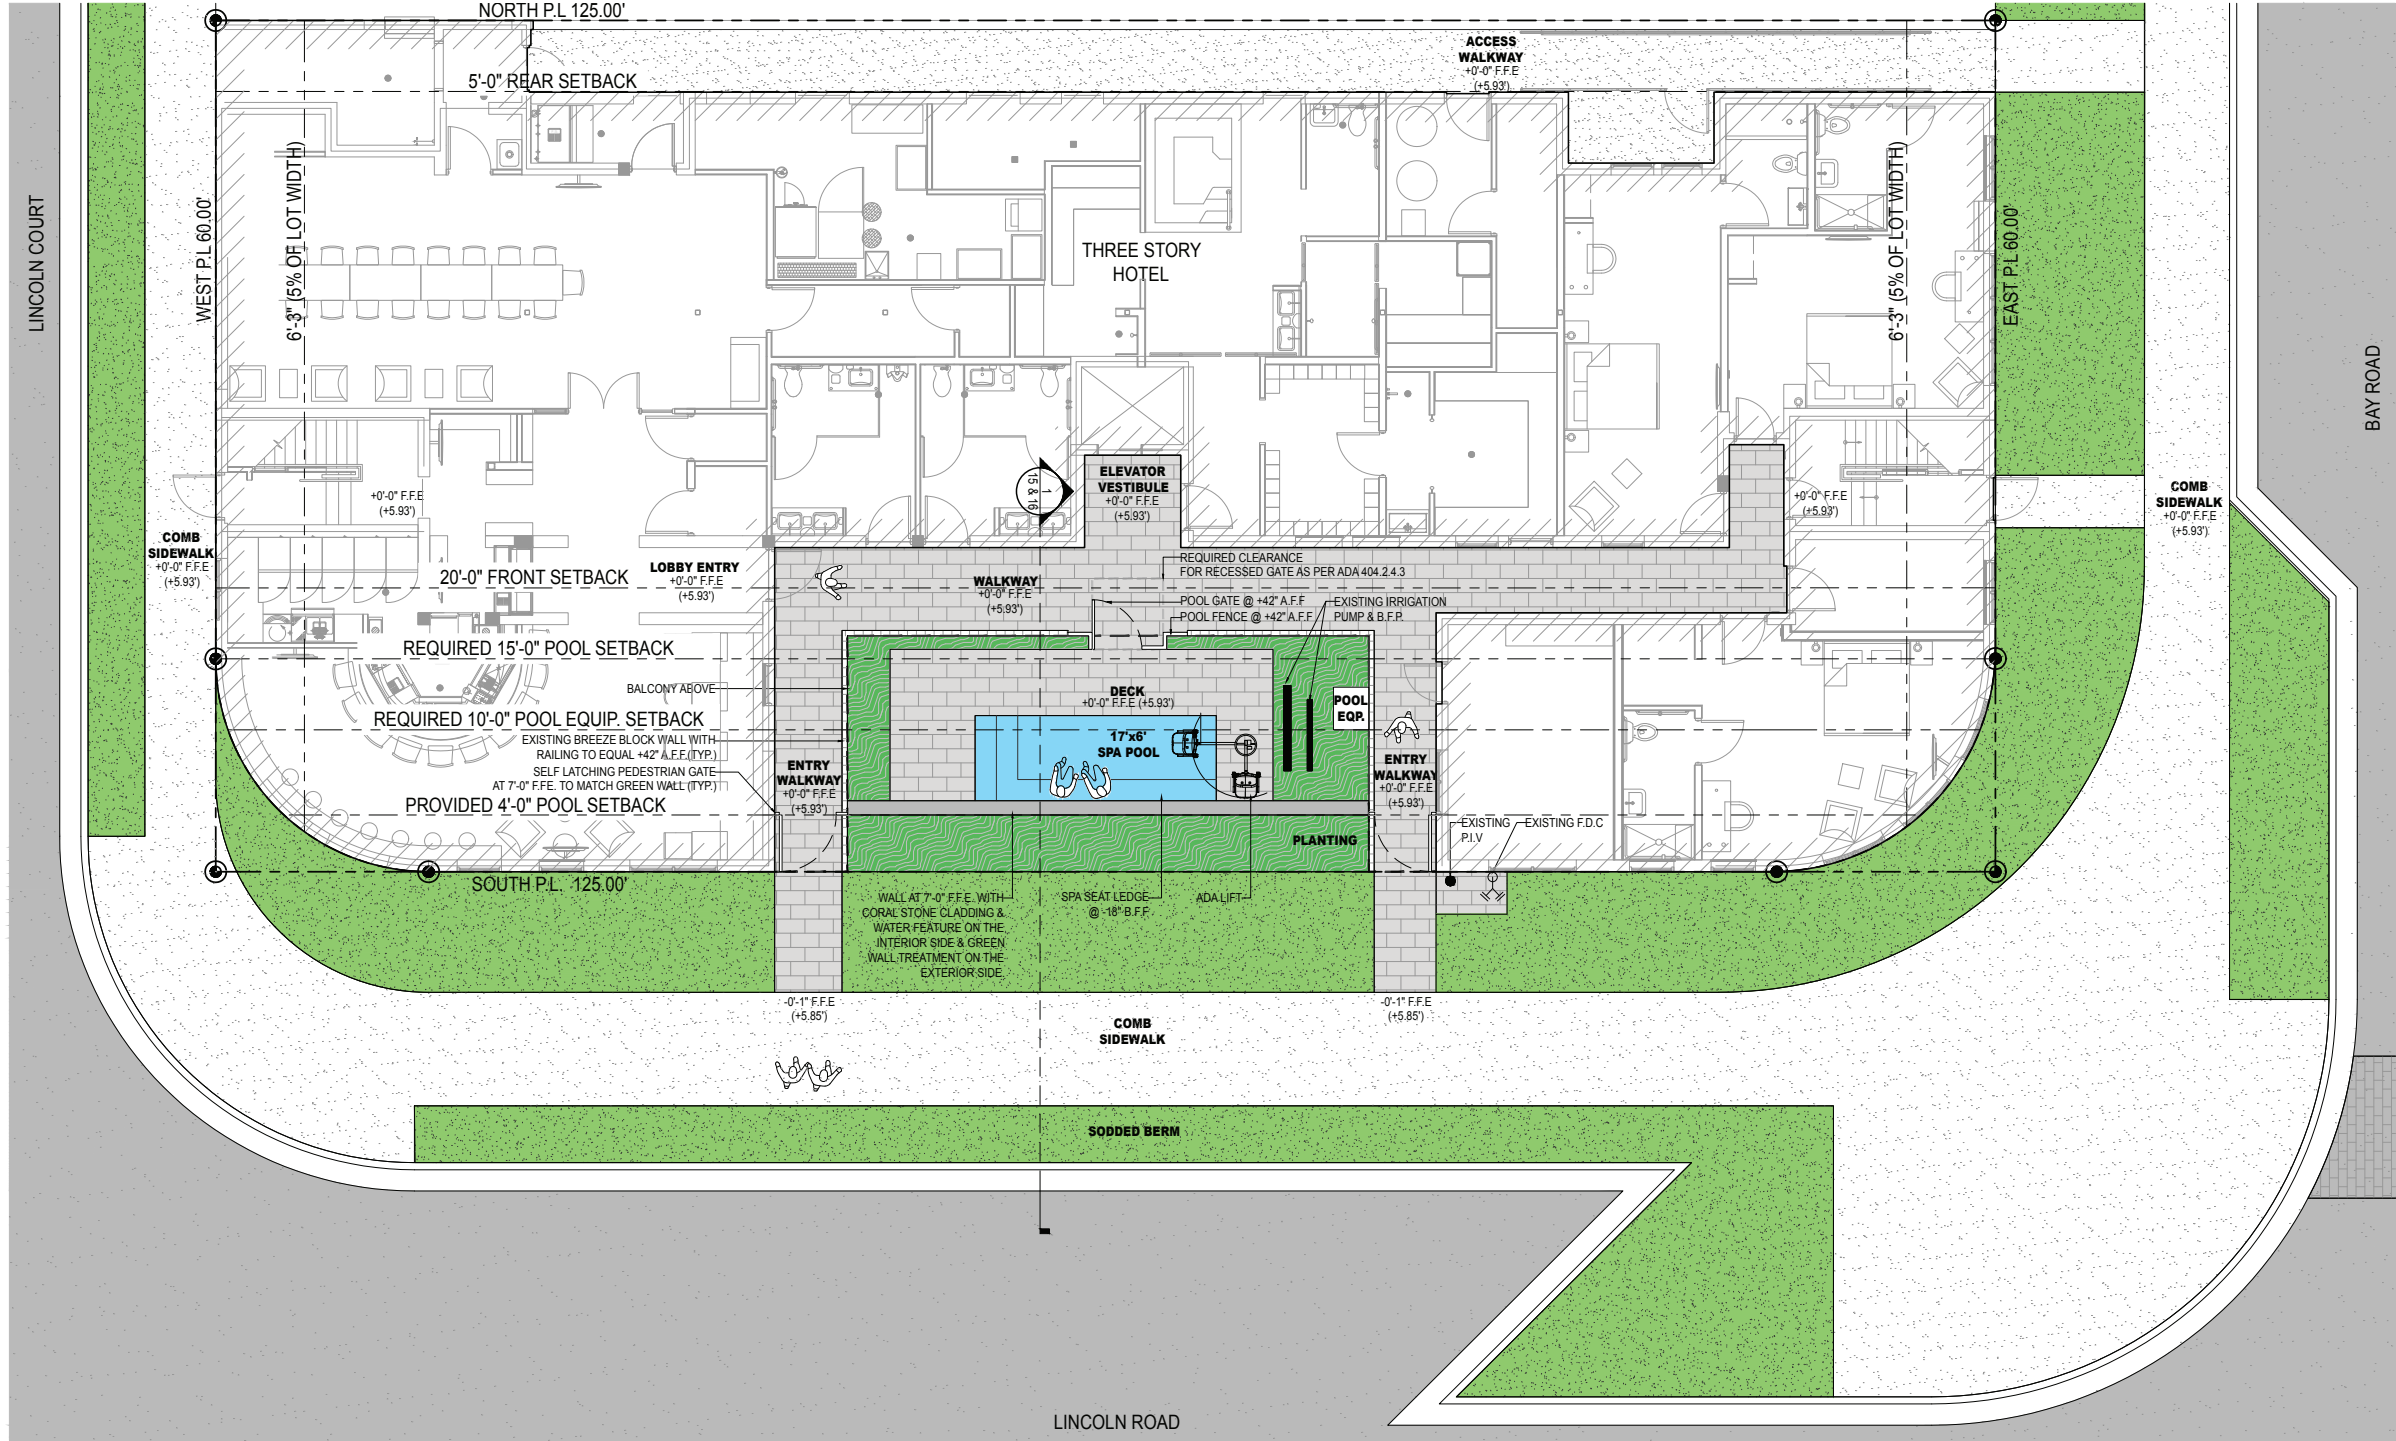 NORTH P.L 125.00'
ACCESS
WALKWAY
+0'-0" F.F.E
(+5.93')
5'-0" REAR SETBACK
LINCOLN COURT
WEST P.L 60.00'
6'-3" (5% OF LOT WIDTH)
THREE STORY
HOTEL
6'-3" (5% OF LOT WIDTH)
EAST P.L 60.00'
BAY ROAD
ELEVATOR
VESTIBULE
+0'-0" F.F.E
(+5.93')
1
15 & 16
+0'-0" F.F.E
(+5.93')
+0'-0" F.F.E
(+5.93')
COMB
SIDEWALK
+0'-0" F.F.E
(+5.93')
COMB
SIDEWALK
+0'-0" F.F.E
(+5.93')
20'-0" FRONT SETBACK
LOBBY ENTRY
+0'-0" F.F.E
(+5.93')
WALKWAY
+0'-0" F.F.E
(+5.93')
REQUIRED CLEARANCE
FOR RECESSED GATE AS PER ADA 404.2.4.3
POOL GATE @ +42" A.F.F
POOL FENCE @ +42" A.F.F
EXISTING IRRIGATION
PUMP & B.F.P.
REQUIRED 15'-0" POOL SETBACK
BALCONY ABOVE
DECK
+0'-0" F.F.E (+5.93')
POOL
EQP.
REQUIRED 10'-0" POOL EQUIP. SETBACK
EXISTING BREEZE BLOCK WALL WITH
RAILING TO EQUAL +42" A.F.F.(TYP.)
17'x6'
SPA POOL
SELF LATCHING PEDESTRIAN GATE
AT 7'-0" F.FE. TO MATCH GREEN WALL (TYP.)
ENTRY
WALKWAY
+0'-0" F.F.E
(+5.93')
ENTRY
WALKWAY
+0'-0" F.F.E
(+5.93')
PROVIDED 4'-0" POOL SETBACK
PLANTING
EXISTING
P.I.V
EXISTING F.D.C
SOUTH P.L. 125.00'
WALL AT 7'-0" F.F.E. WITH
CORAL STONE CLADDING &
WATER FEATURE ON THE
INTERIOR SIDE & GREEN
WALL TREATMENT ON THE
EXTERIOR SIDE.
SPA SEAT LEDGE
@ -18" B.F.F
ADA LIFT
-0'-1" F.F.E
(+5.85')
-0'-1" F.F.E
(+5.85')
COMB
SIDEWALK
SODDED BERM
LINCOLN ROAD